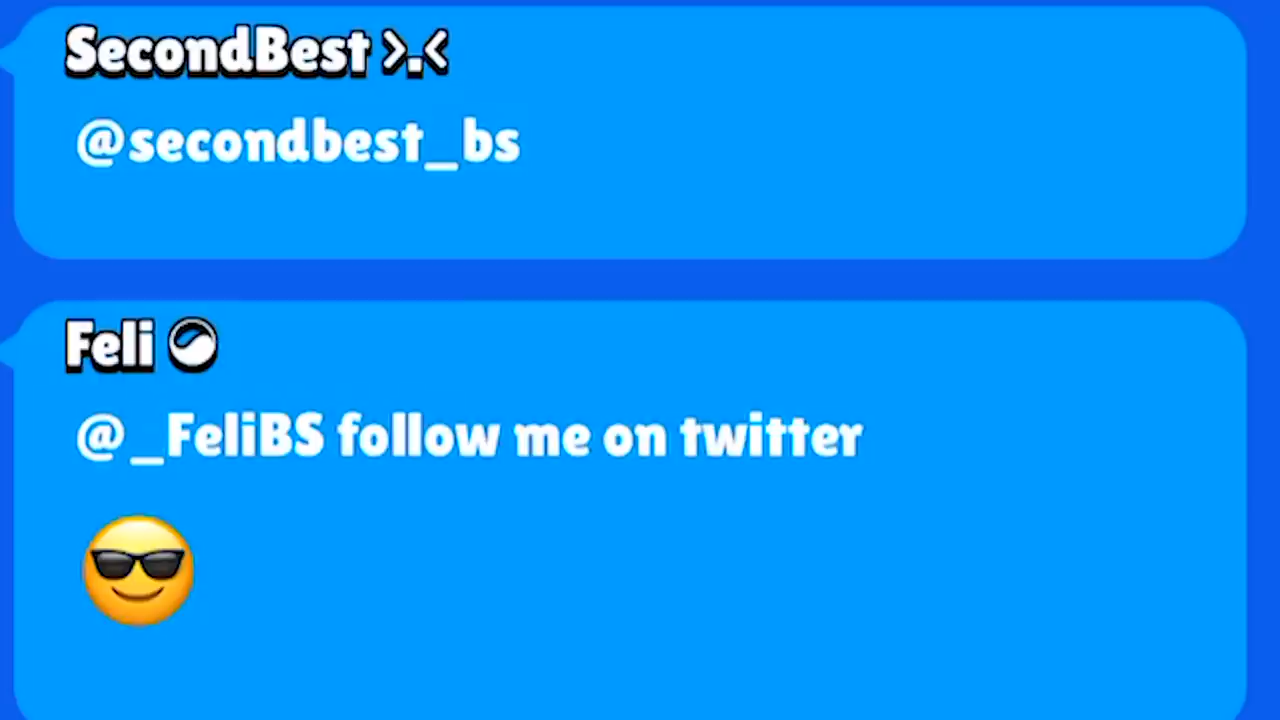 SecondBest >.<
@secondbest_bs
Feli
@_FeliBS follow me on twitter
😎